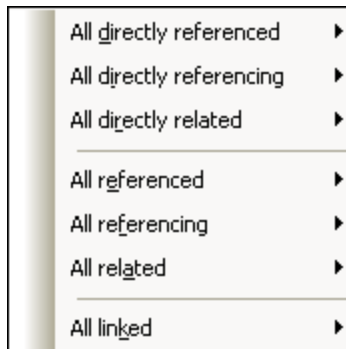 All directly referenced
All directly referencing
All directly related
All referenced
All referencing
All related
All linked